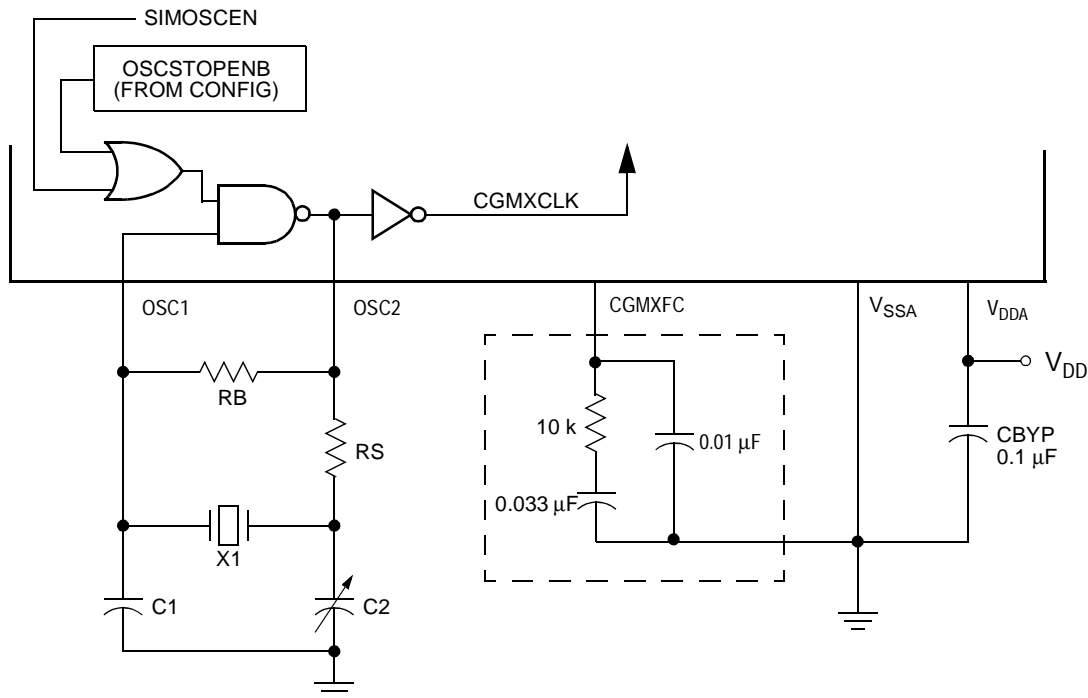 SIMOSCEN
OSCSTOPENB
(FROM CONFIG)
CGMXCLK
OSC1
OSC2
CGMXFC
VSSA
VDDA
VDD
RB
RS
10 k
0.01 µF
CBYP
0.1 µF
0.033 µF
X1
C1
C2